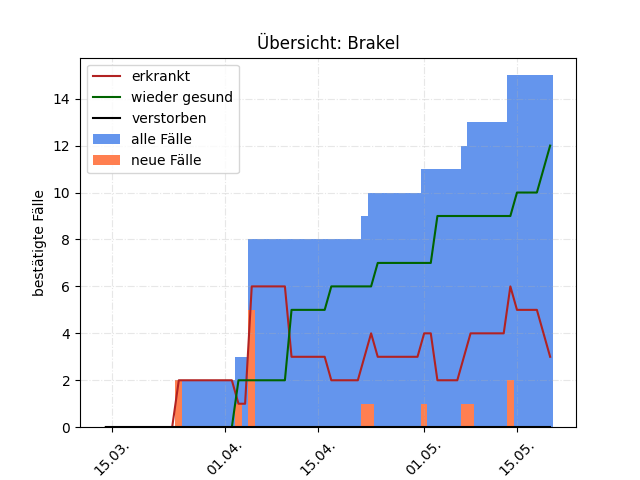 Übersicht: Brakel
erkrankt
wieder gesund
verstorben
alle Fälle
neue Fälle
bestätigte Fälle
14
12
10
8
6
4
2
0
15.03.
01.04.
15.04.
01.05.
15.05.